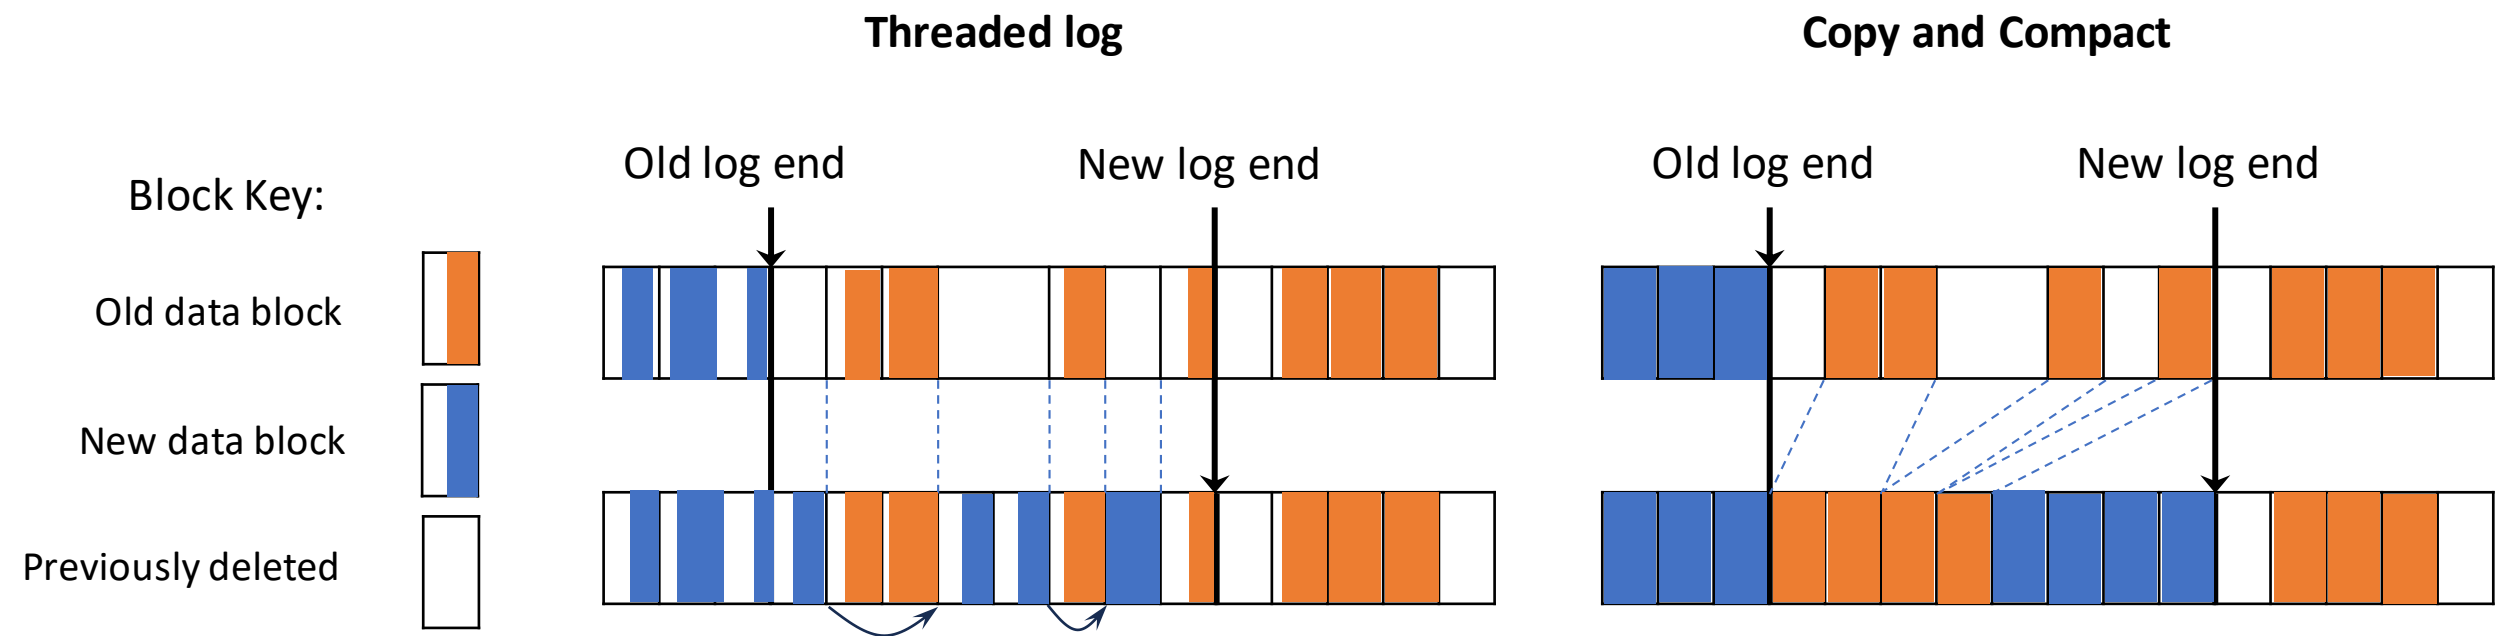 Threaded log
Copy and Compact
Old log end
New log end
Old log end
New log end
Block Key:
Old data block
New data block
Previously deleted